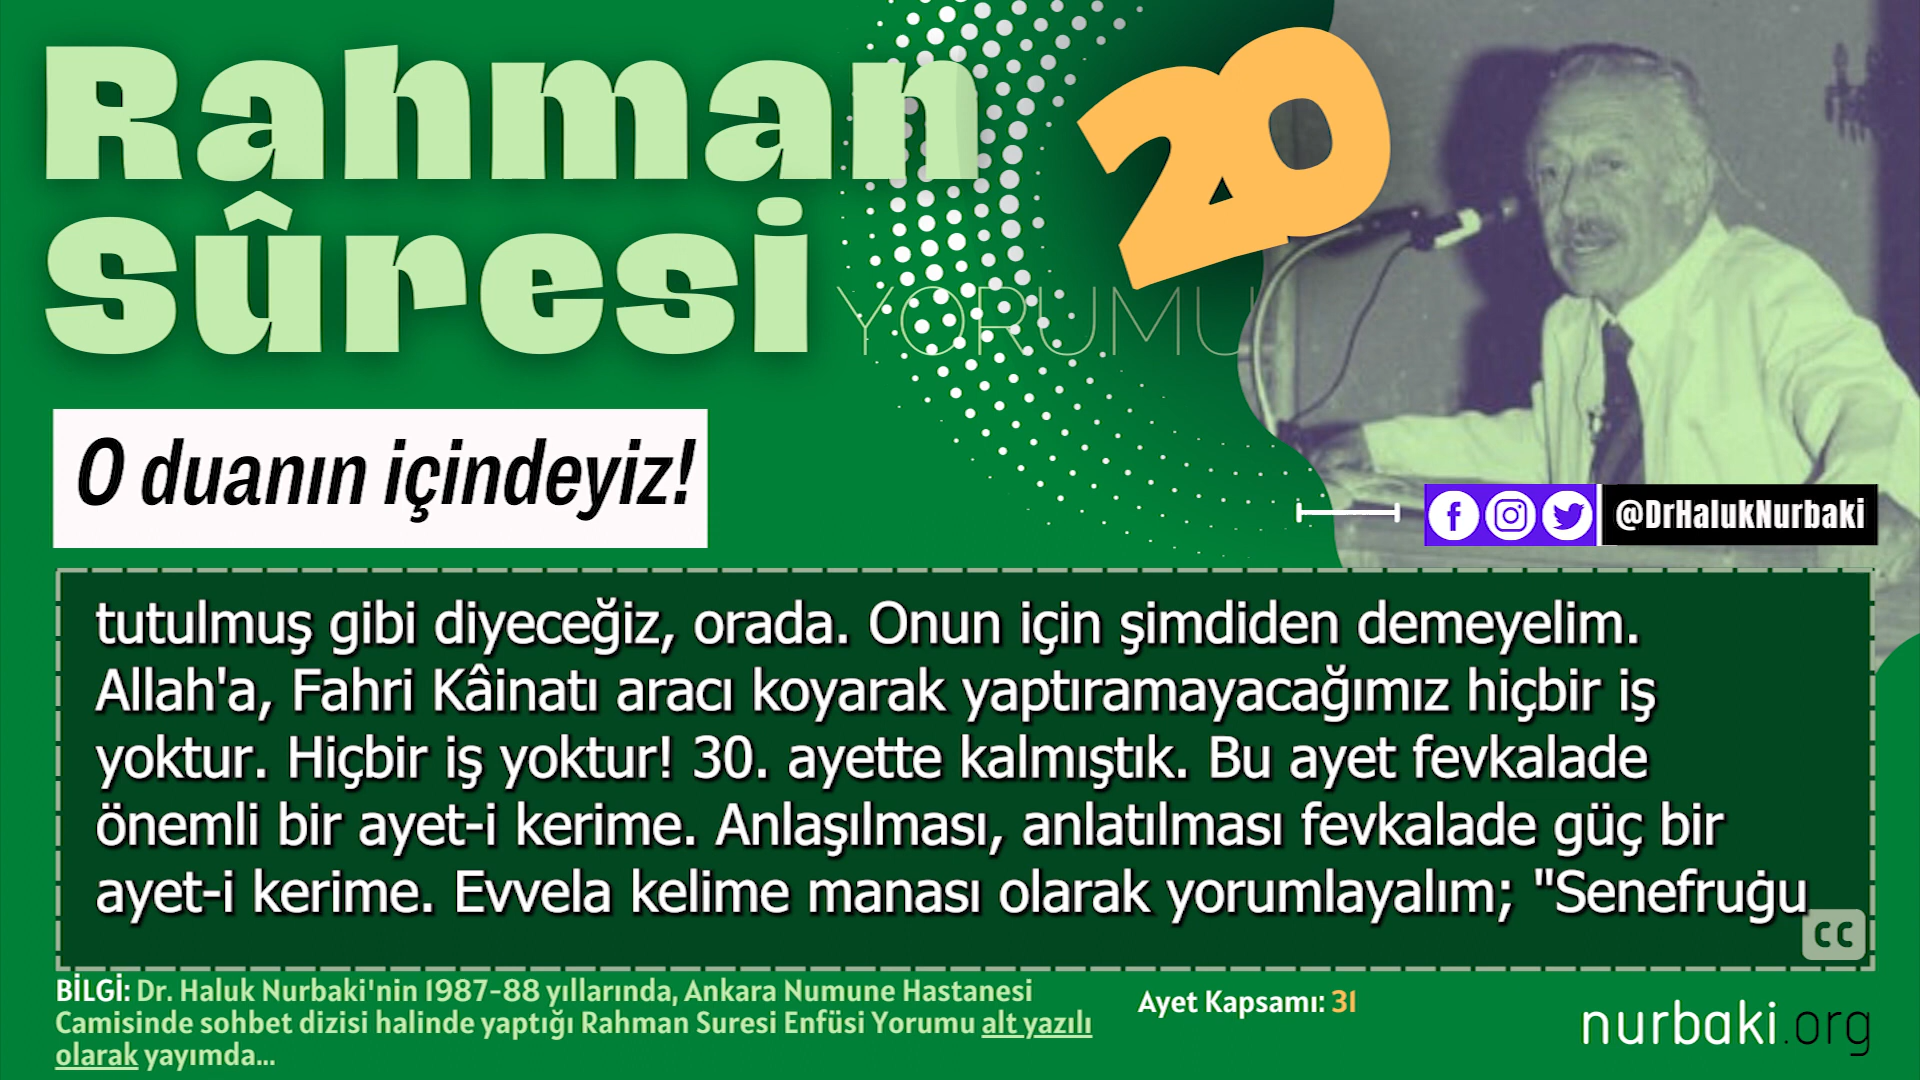 Rahman
Sûresi
20
YORUMU
O duanın içindeyiz!
@DrHalukNurbaki
tutulmuş gibi diyeceğiz, orada. Onun için şimdiden demeyelim.
Allah'a, Fahri Kâinatı aracı koyarak yaptıramayacağımız hiçbir iş
yoktur. Hiçbir iş yoktur! 30. ayette kalmıştık. Bu ayet fevkalade
önemli bir ayet-i kerime. Anlaşılması, anlatılması fevkalade güç bir
ayet-i kerime. Evvela kelime manası olarak yorumlayalım; "Senefruġu
CC
BİLGİ: Dr. Haluk Nurbaki'nin 1987-88 yıllarında, Ankara Numune Hastanesi
Camisinde sohbet dizisi halinde yaptığı Rahman Suresi Enfüsi Yorumu alt yazılı
olarak yayımda...
Ayet Kapsamı: 31
nurbaki.org